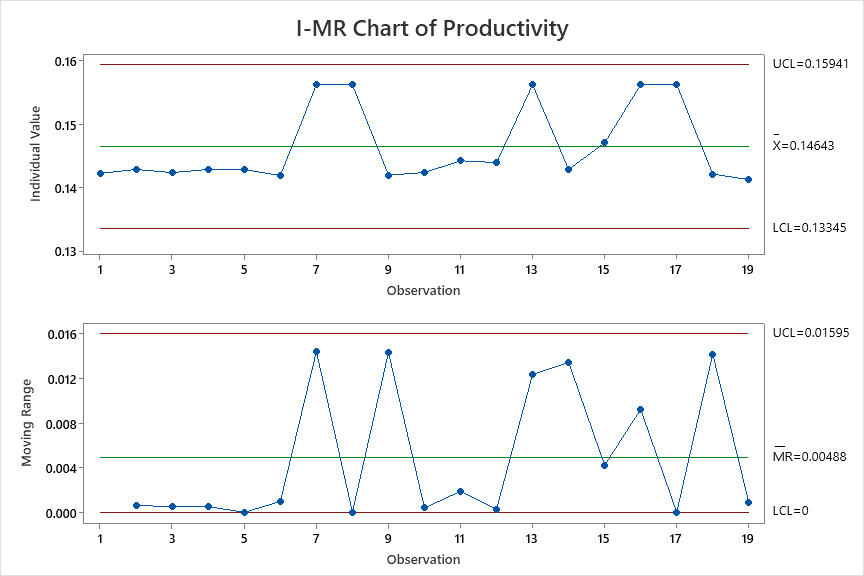 I-MR Chart of Productivity
Individual Value
0.16
0.15
0.14
0.13
UCL=0.15941
X̄=0.14643
LCL=0.13345
1 3 5 7 9 11 13 15 17 19
Observation
Moving Range
0.016
0.012
0.008
0.004
0.000
UCL=0.01595
M̅R̅=0.00488
LCL=0
1 3 5 7 9 11 13 15 17 19
Observation